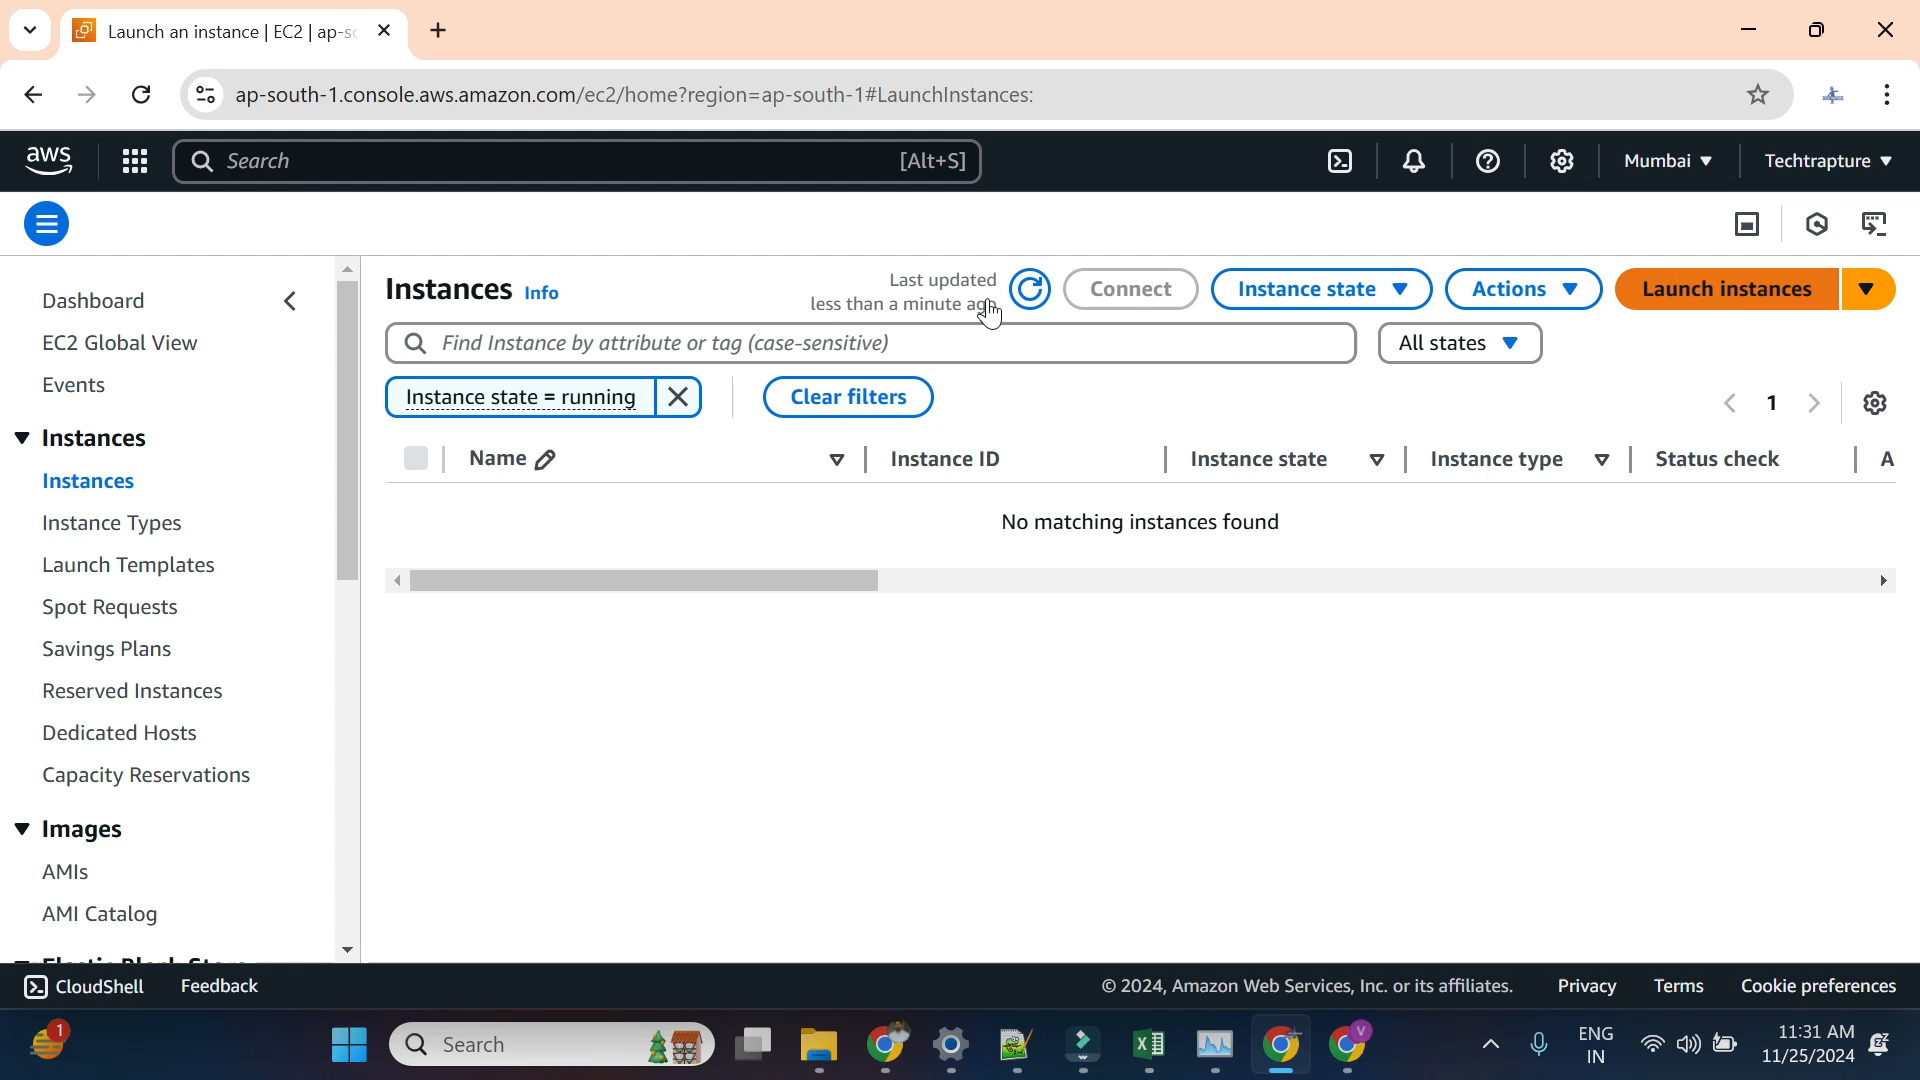 Launch an instance | EC2 | ap-s
ap-south-1.console.aws.amazon.com/ec2/home?region=ap-south-1#LaunchInstances:
aws
Search
[Alt+S]
Mumbai
Techtrapture
Dashboard
EC2 Global View
Events
Instances
Instances
Instance Types
Launch Templates
Spot Requests
Savings Plans
Reserved Instances
Dedicated Hosts
Capacity Reservations
Images
AMIs
AMI Catalog
Instances Info
Last updated
less than a minute ago
Connect
Instance state
Actions
Launch instances
Find Instance by attribute or tag (case-sensitive)
All states
Instance state = running
Clear filters
1
Name
Instance ID
Instance state
Instance type
Status check
A
No matching instances found
CloudShell
Feedback
© 2024, Amazon Web Services, Inc. or its affiliates.
Privacy
Terms
Cookie preferences
1
Search
V
ENG
IN
11:31 AM
11/25/2024